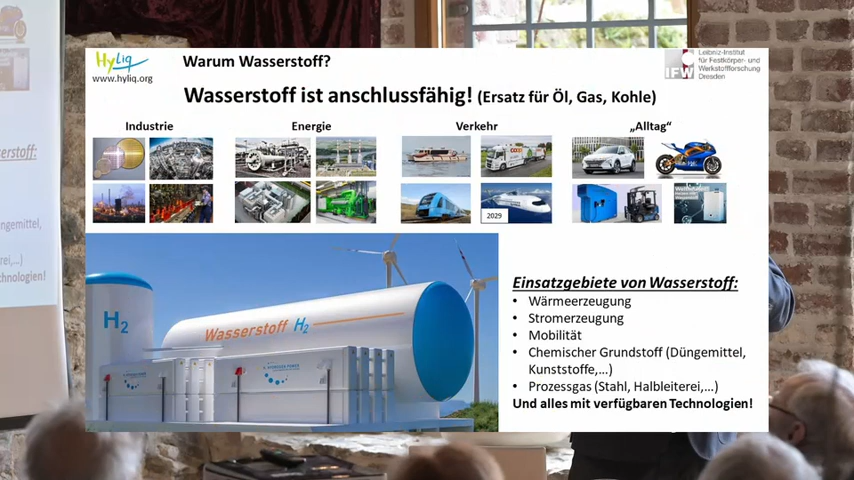 HyLiq
www.hyliq.org
Warum Wasserstoff?
IFW
Leibniz-Institut
für Festkörper- und
Werkstoffforschung
Dresden
Wasserstoff ist anschlussfähig! (Ersatz für Öl, Gas, Kohle)
Industrie
Energie
Verkehr
„Alltag“
2029
H2
Wasserstoff H2
Einsatzgebiete von Wasserstoff:
• Wärmeerzeugung
• Stromerzeugung
• Mobilität
• Chemischer Grundstoff (Düngemittel,
Kunststoffe,...)
• Prozessgas (Stahl, Halbleiterei,...)
Und alles mit verfügbaren Technologien!